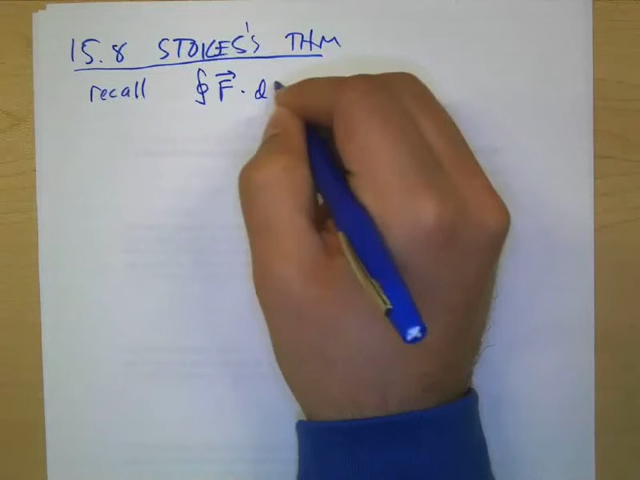 15.8 STOKES'S THM
recall ∮ F⃗ · d